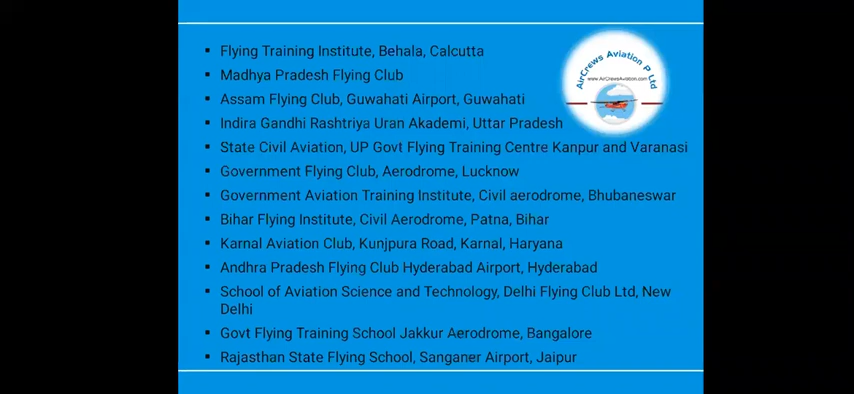 AirCrews Aviation P Ltd
www.AirCrewsAviation.com
▪ Flying Training Institute, Behala, Calcutta
▪ Madhya Pradesh Flying Club
▪ Assam Flying Club, Guwahati Airport, Guwahati
▪ Indira Gandhi Rashtriya Uran Akademi, Uttar Pradesh
▪ State Civil Aviation, UP Govt Flying Training Centre Kanpur and Varanasi
▪ Government Flying Club, Aerodrome, Lucknow
▪ Government Aviation Training Institute, Civil aerodrome, Bhubaneswar
▪ Bihar Flying Institute, Civil Aerodrome, Patna, Bihar
▪ Karnal Aviation Club, Kunjpura Road, Karnal, Haryana
▪ Andhra Pradesh Flying Club Hyderabad Airport, Hyderabad
▪ School of Aviation Science and Technology, Delhi Flying Club Ltd, New
Delhi
▪ Govt Flying Training School Jakkur Aerodrome, Bangalore
▪ Rajasthan State Flying School, Sanganer Airport, Jaipur